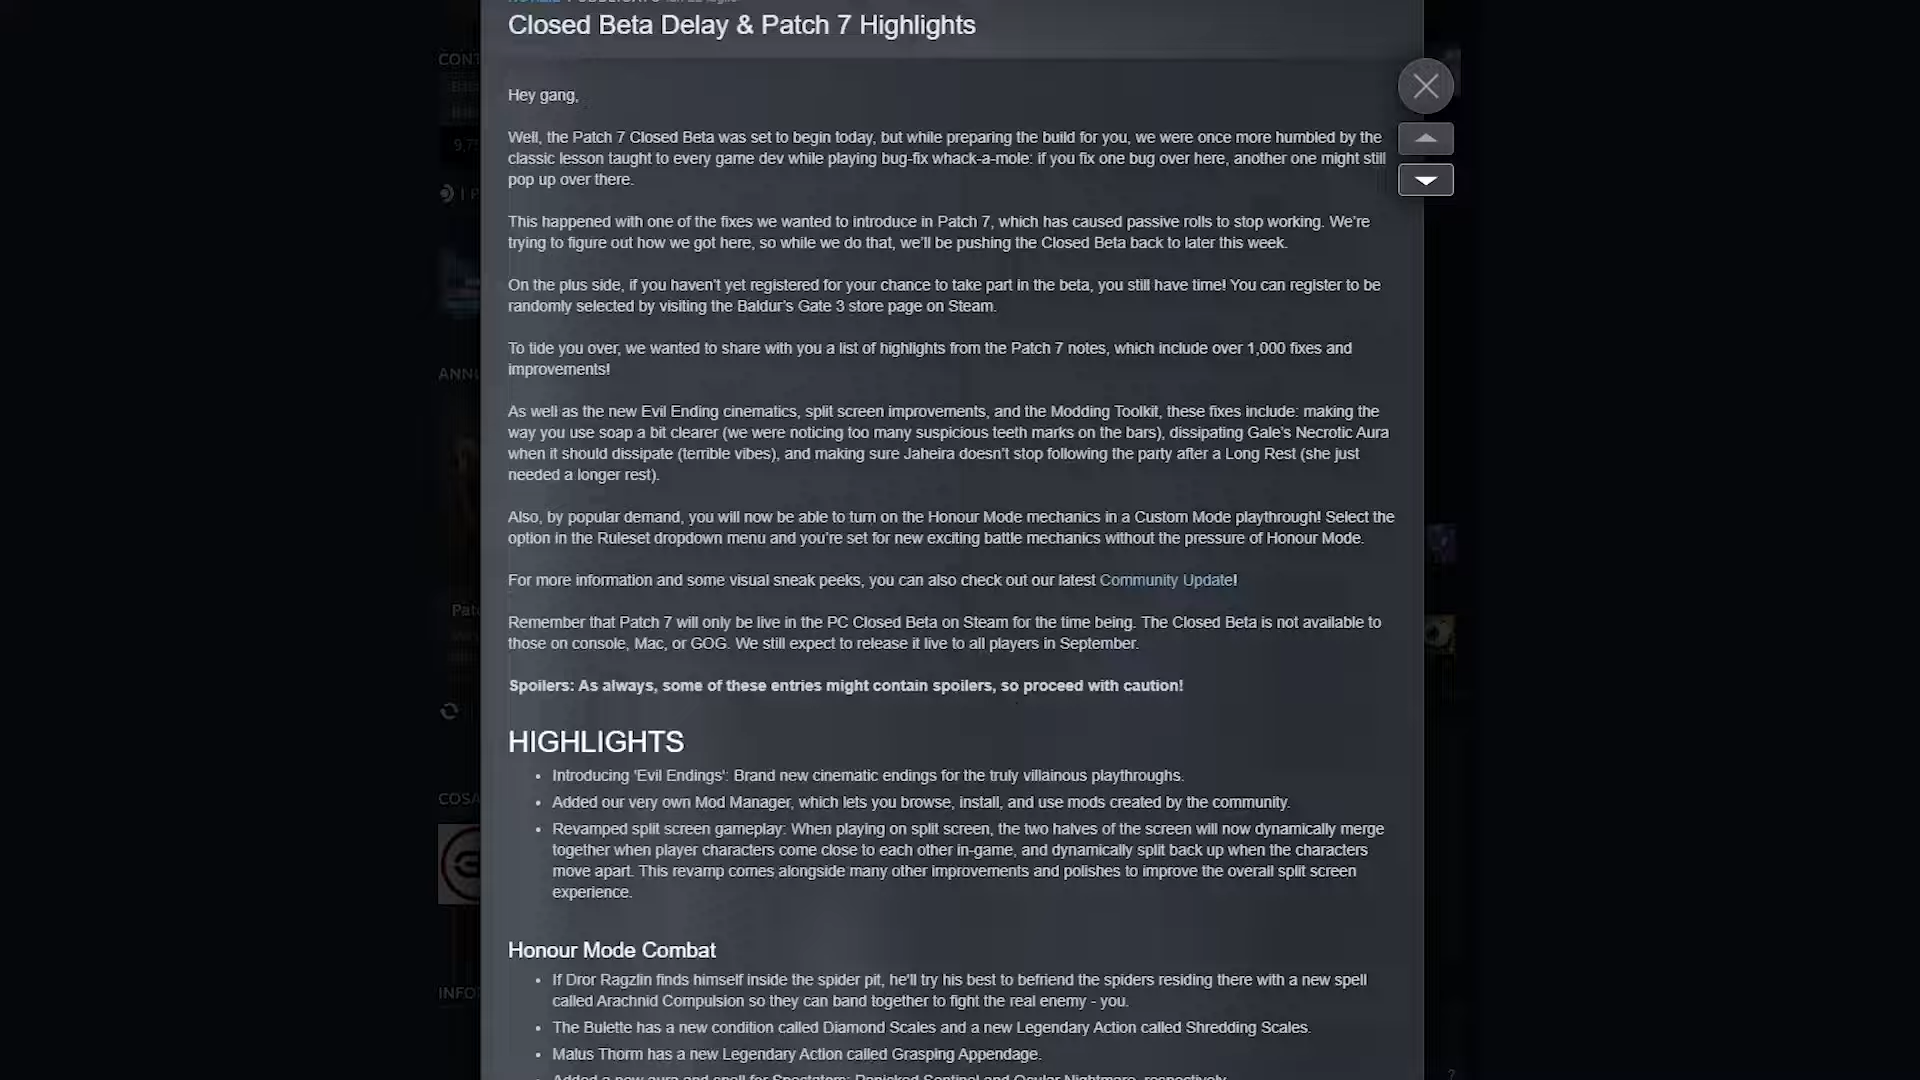 Closed Beta Delay & Patch 7 Highlights
CONT
Hey gang,
Well, the Patch 7 Closed Beta was set to begin today, but while preparing the build for you, we were once more humbled by the
classic lesson taught to every game dev while playing bug-fix whack-a-mole: if you fix one bug over here, another one might still
pop up over there.
This happened with one of the fixes we wanted to introduce in Patch 7, which has caused passive rolls to stop working. We're
trying to figure out how we got here, so while we do that, we'll be pushing the Closed Beta back to later this week.
On the plus side, if you haven't yet registered for your chance to take part in the beta, you still have time! You can register to be
randomly selected by visiting the Baldur's Gate 3 store page on Steam.
To tide you over, we wanted to share with you a list of highlights from the Patch 7 notes, which include over 1,000 fixes and
improvements!
ANNU
As well as the new Evil Ending cinematics, split screen improvements, and the Modding Toolkit, these fixes include: making the
way you use soap a bit clearer (we were noticing too many suspicious teeth marks on the bars), dissipating Gale's Necrotic Aura
when it should dissipate (terrible vibes), and making sure Jaheira doesn't stop following the party after a Long Rest (she just
needed a longer rest).
Also, by popular demand, you will now be able to turn on the Honour Mode mechanics in a Custom Mode playthrough! Select the
option in the Ruleset dropdown menu and you're set for new exciting battle mechanics without the pressure of Honour Mode.
For more information and some visual sneak peeks, you can also check out our latest Community Update!
Patc
Remember that Patch 7 will only be live in the PC Closed Beta on Steam for the time being. The Closed Beta is not available to
those on console, Mac, or GOG. We still expect to release it live to all players in September.
Spoilers: As always, some of these entries might contain spoilers, so proceed with caution!
HIGHLIGHTS
• Introducing 'Evil Endings': Brand new cinematic endings for the truly villainous playthroughs.
COSA
• Added our very own Mod Manager, which lets you browse, install, and use mods created by the community.
• Revamped split screen gameplay: When playing on split screen, the two halves of the screen will now dynamically merge
together when player characters come close to each other in-game, and dynamically split back up when the characters
move apart. This revamp comes alongside many other improvements and polishes to improve the overall split screen
experience.
Honour Mode Combat
• If Dror Ragzlin finds himself inside the spider pit, he'll try his best to befriend the spiders residing there with a new spell
called Arachnid Compulsion so they can band together to fight the real enemy - you.
INFO
• The Bulette has a new condition called Diamond Scales and a new Legendary Action called Shredding Scales.
• Malus Thorm has a new Legendary Action called Grasping Appendage.
• Added a new aura and spell for Spectators: Panicked Sentinel and Ocular Nightmare, respectively.